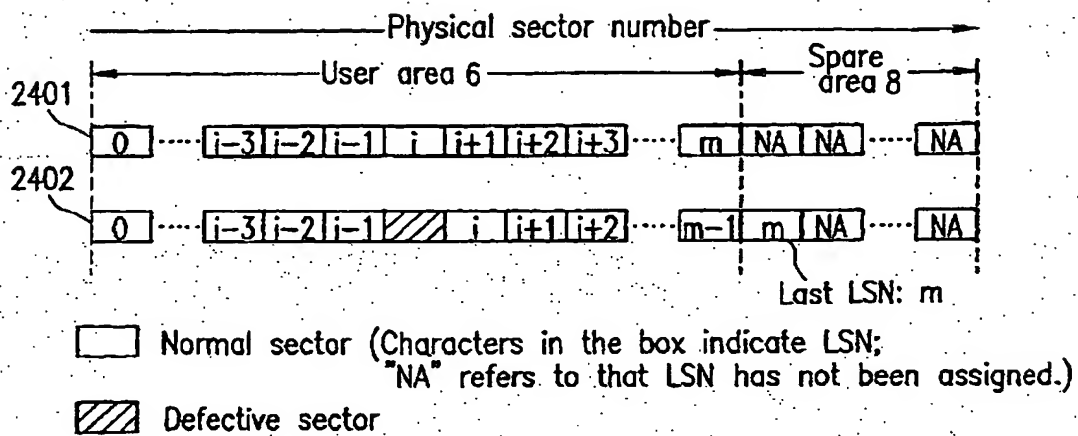 Physical sector number
User area 6
Spare area 8
2401
0 ..... i-3 i-2 i-1 i i+1 i+2 i+3 ..... m NA NA ..... NA
2402
0 ..... i-3 i-2 i-1 i i+1 i+2 ..... m-1 m NA ..... NA
Last LSN: m
Normal sector (Characters in the box indicate LSN;
"NA" refers to that LSN has not been assigned.)
Defective sector